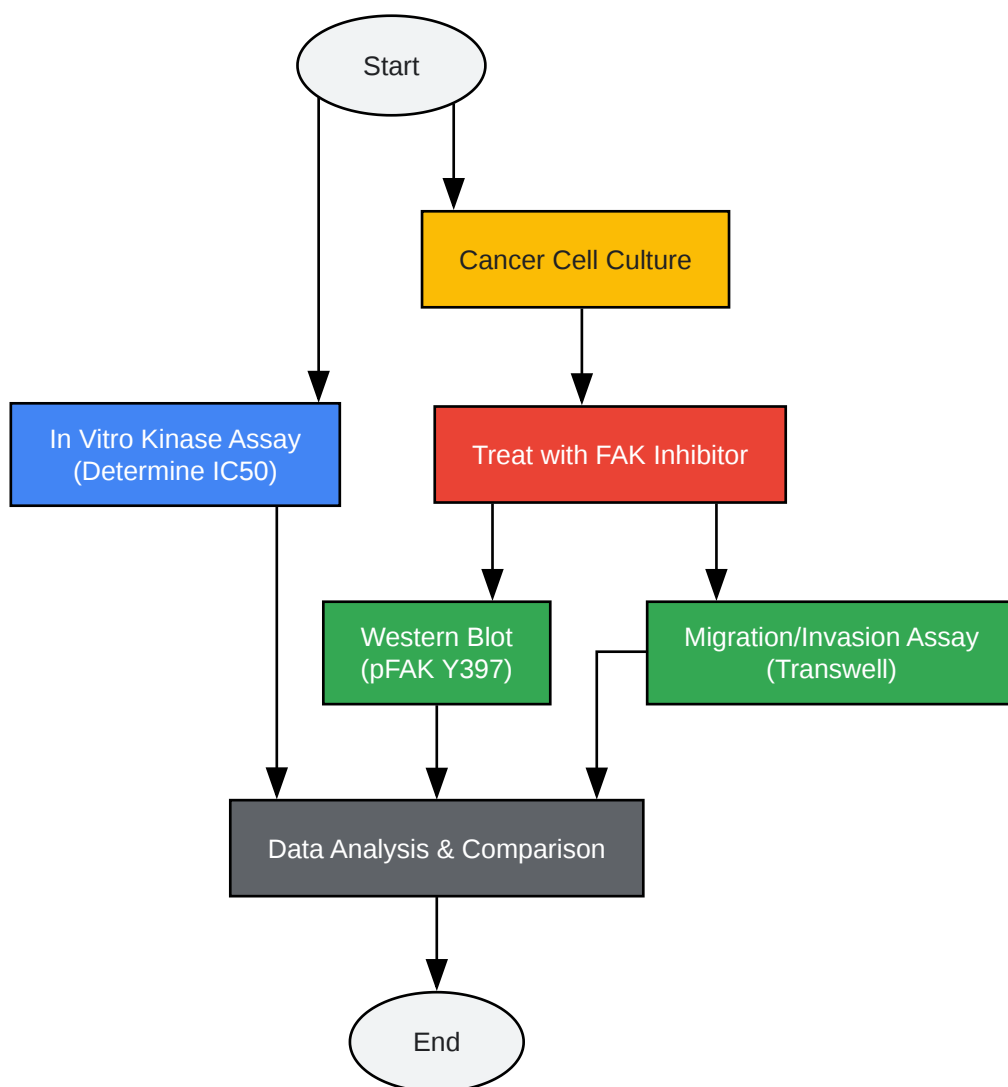 Start
Cancer Cell Culture
In Vitro Kinase Assay
(Determine IC50)
Treat with FAK Inhibitor
Western Blot
(pFAK Y397)
Migration/Invasion Assay
(Transwell)
Data Analysis & Comparison
End